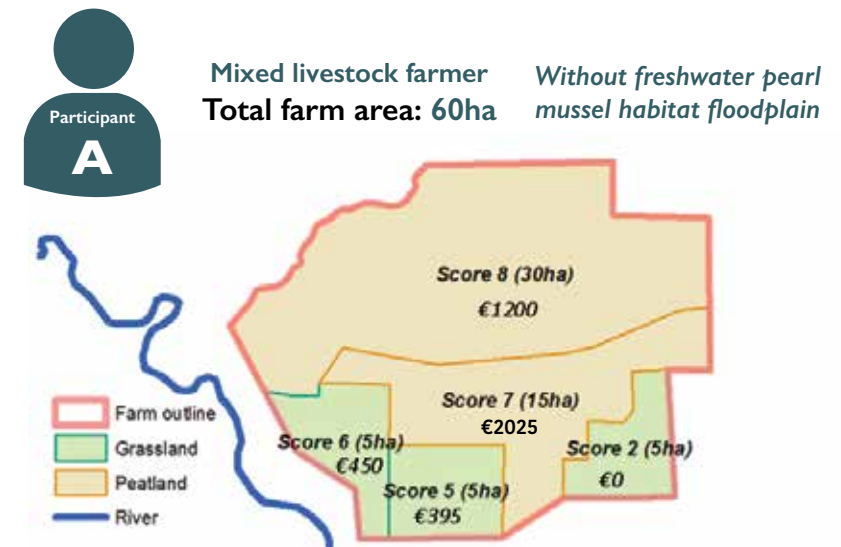 Participant
A
Mixed livestock farmer
Total farm area: 60ha
Without freshwater pearl
mussel habitat floodplain
Score 8 (30ha)
€1200
Score 7 (15ha)
€2025
Score 6 (5ha)
€450
Score 5 (5ha)
€395
Score 2 (5ha)
€0
Farm outline
Grassland
Peatland
River